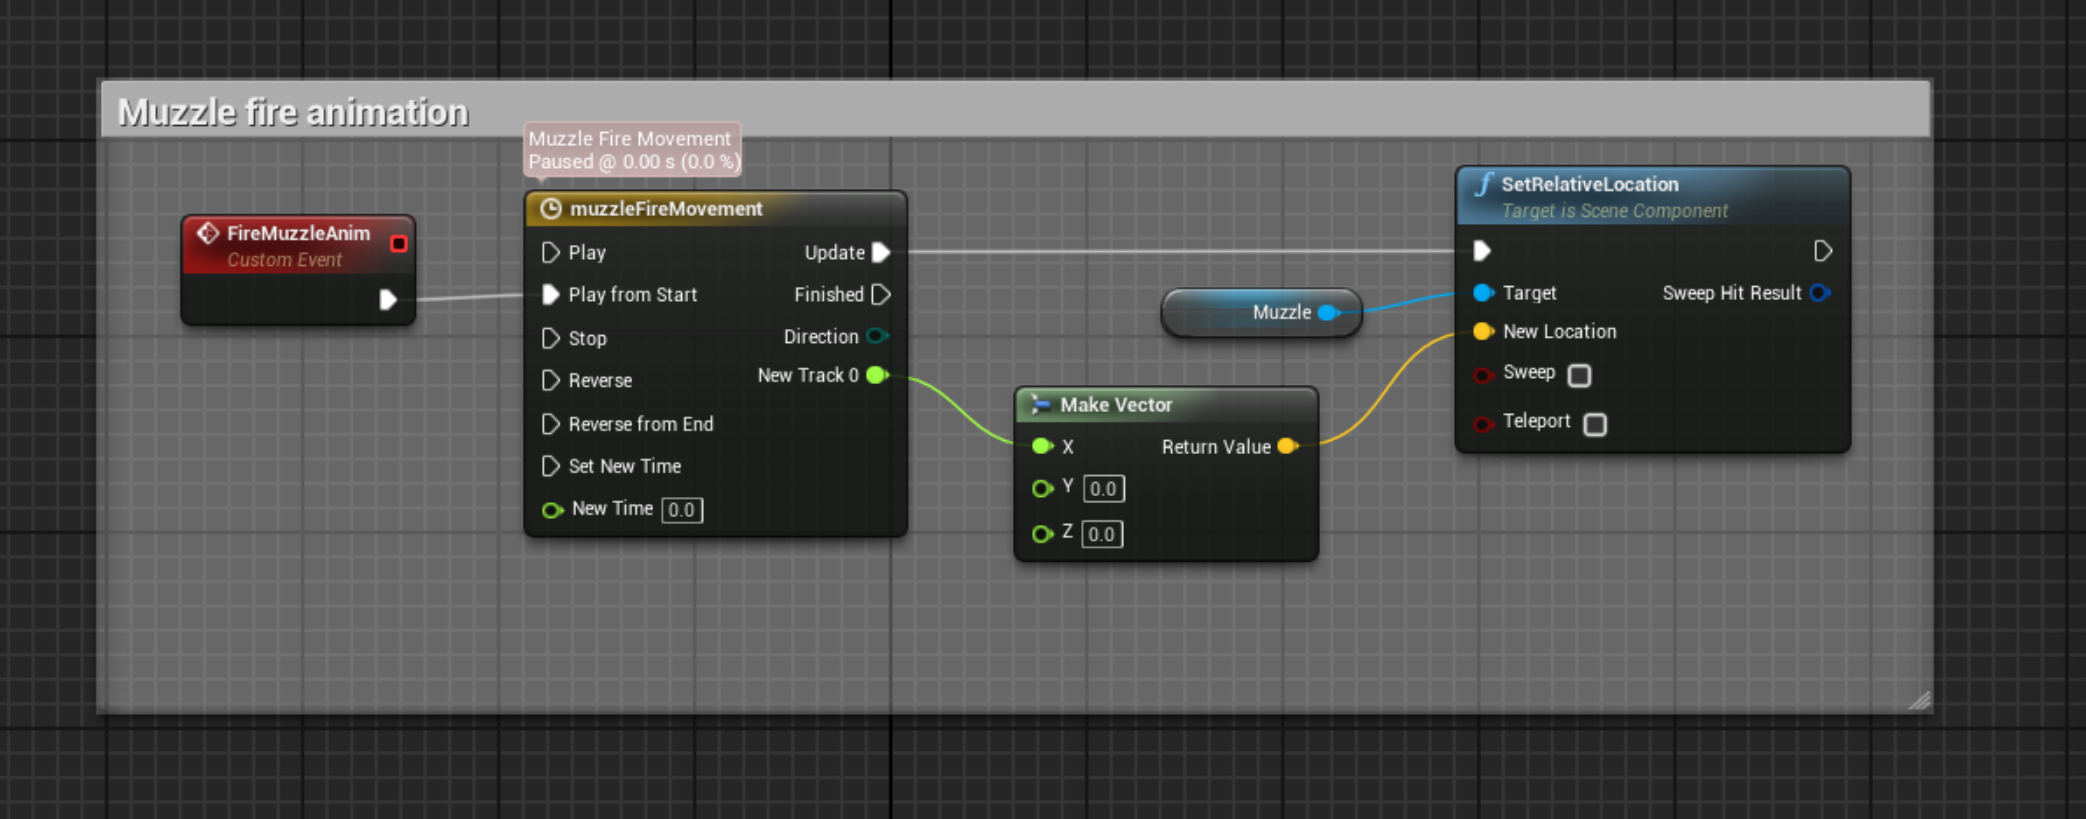 Muzzle fire animation
Muzzle Fire Movement
Paused @ 0.00 s (0.0 %)
FireMuzzleAnim
Custom Event
muzzleFireMovement
Play
Update
Play from Start
Finished
Stop
Direction
Reverse
New Track 0
Reverse from End
Set New Time
New Time 0.0
Muzzle
Make Vector
X
Return Value
Y 0.0
Z 0.0
SetRelativeLocation
Target is Scene Component
Target
Sweep Hit Result
New Location
Sweep
Teleport